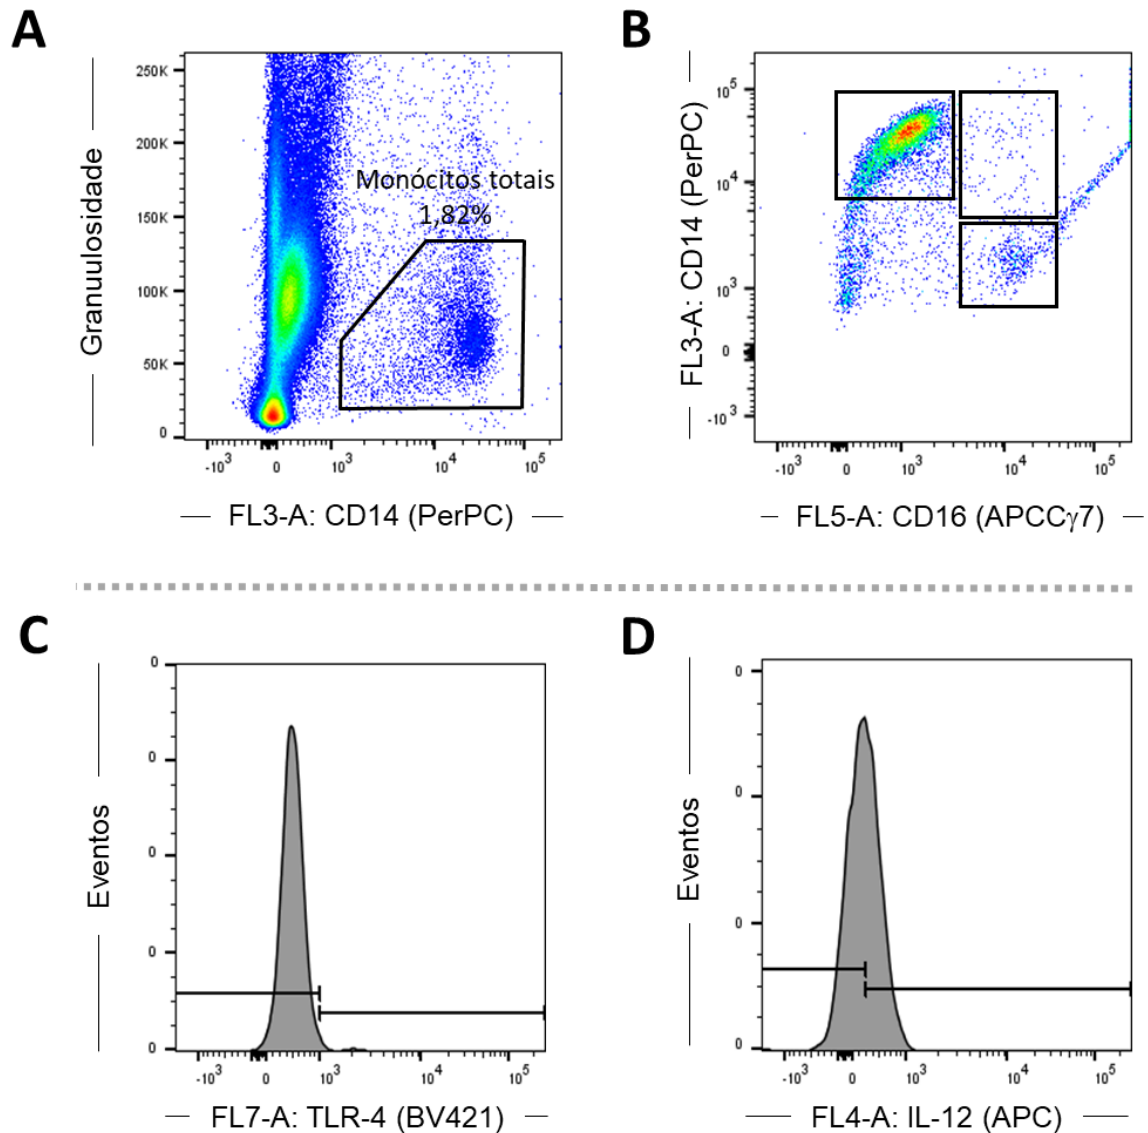 A
Granuulosidade
250K
200K
150K
100K
50K
0
Monócitos totais
1,82%
-10³
0
10³
10⁴
10⁵
FL3-A: CD14 (PerPC)
B
FL3-A: CD14 (PerPC)
10⁵
10⁴
10³
0
-10³
-10³
0
10³
10⁴
10⁵
FL5-A: CD16 (APCCγ7)
C
Eventos
0
0
0
0
0
-10³
0
10³
10⁴
10⁵
FL7-A: TLR-4 (BV421)
D
Eventos
0
0
0
0
-10³
0
10³
10⁴
10⁵
FL4-A: IL-12 (APC)